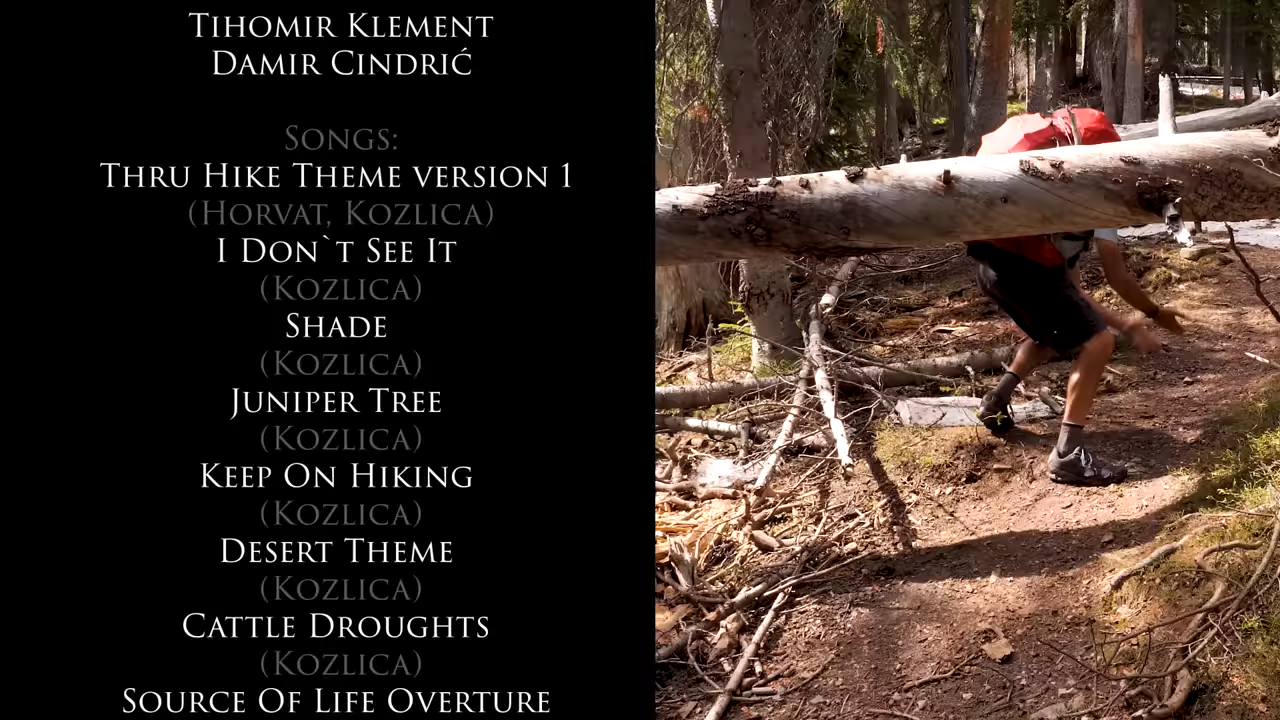 Tihomir Klement
Damir Cindrić
Songs:
Thru Hike Theme version 1
(Horvat, Kozlica)
I Don`t See It
(Kozlica)
Shade
(Kozlica)
Juniper Tree
(Kozlica)
Keep On Hiking
(Kozlica)
Desert Theme
(Kozlica)
Cattle Droughts
(Kozlica)
Source Of Life Overture